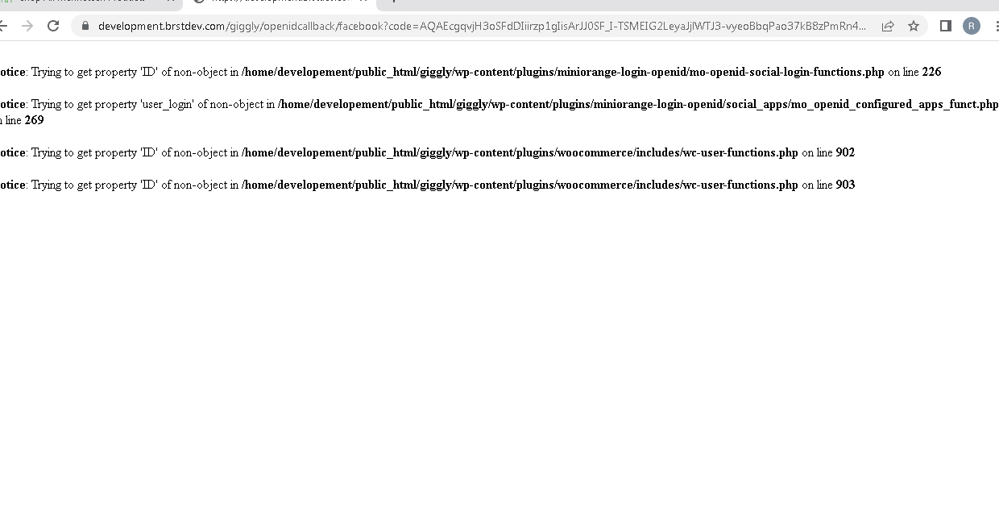 development.brstdev.com/giggly/openidcallback/facebook?code=AQAEcgqvjH3oSFdDIiirzp1gIisArJJ0SF_I-TSMEIG2LeyaJjlWTJ3-vyeoBbqPao37kB8zPmRn4...
R
otice: Trying to get property 'ID' of non-object in /home/developement/public_html/giggly/wp-content/plugins/miniorange-login-openid/mo-openid-social-login-functions.php on line 226
otice: Trying to get property 'user_login' of non-object in /home/developement/public_html/giggly/wp-content/plugins/miniorange-login-openid/social_apps/mo_openid_configured_apps_funct.php
n line 269
otice: Trying to get property 'ID' of non-object in /home/developement/public_html/giggly/wp-content/plugins/woocommerce/includes/wc-user-functions.php on line 902
otice: Trying to get property 'ID' of non-object in /home/developement/public_html/giggly/wp-content/plugins/woocommerce/includes/wc-user-functions.php on line 903